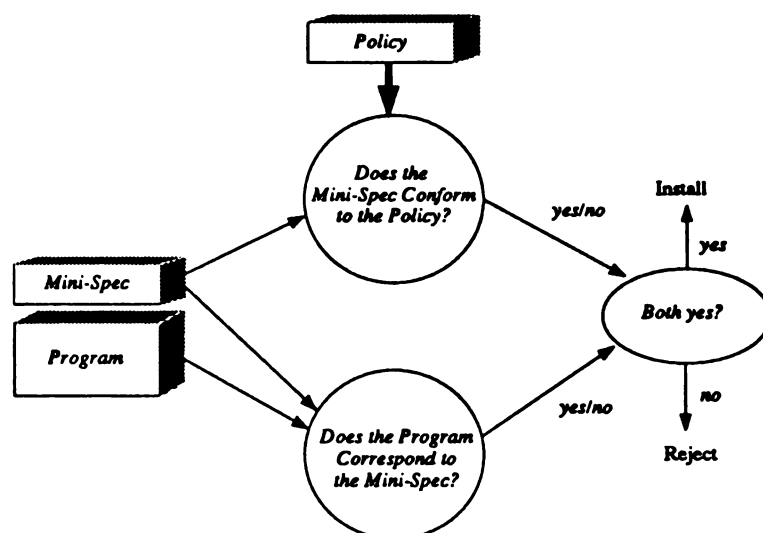 Policy
Does the
Mini-Spec Conform
to the Policy?
Install
yes/no
yes
Mini-Spec
Both yes?
Program
yes/no
no
Does the Program
Correspond to
the Mini-Spec?
Reject